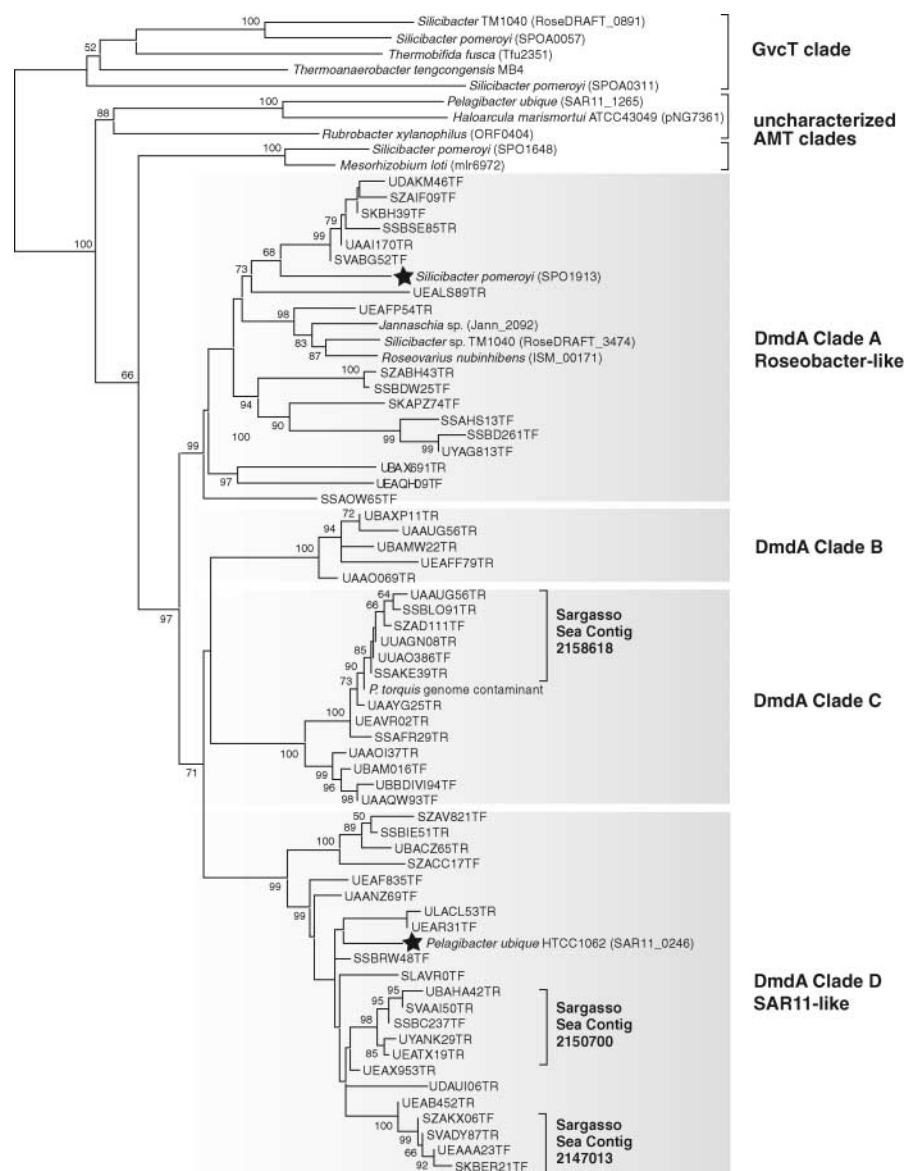 100
Silicibacter TM1040 (RoseDRAFT_0891)
Silicibacter pomeroyi (SPOA0057)
52
Thermobifida fusca (Tfu2351)
GvcT clade
Thermoanaerobacter tengcongensis MB4
Silicibacter pomeroyi (SPOA0311)
100
Pelagibacter ubique (SAR11_1265)
88
Haloarcula marismortui ATCC43049 (pNG7361)
uncharacterized
AMT clades
Rubrobacter xylanophilus (ORF0404)
100
Silicibacter pomeroyi (SPO1648)
Mesorhizobium loti (mlr6972)
UDAKM46TF
SZAIF09TF
SKBH39TF
79
SSBSE85TR
99
UAAI170TR
100
68
SVABG52TF
73
Silicibacter pomeroyi (SPO1913)
UEALS89TR
98
UEAFP54TR
Jannaschia sp. (Jann_2092)
83
Silicibacter sp. TM1040 (RoseDRAFT_3474)
DmdA Clade A
Roseobacter-like
87
Roseovarius nubinhibens (ISM_00171)
66
100
SZABH43TR
SSBDW25TF
94
SKAPZ74TF
90
SSAHS13TF
100
99
SSBD261TF
99
99
UYAG813TF
UBAX691TR
97
UEAQH09TF
SSAOW65TF
72
UBAXP11TR
94
UAAUG56TR
100
UBAMW22TR
DmdA Clade B
UEAFF79TR
UAAO069TR
64
UAAUG56TR
66
SSBLO91TR
Sargasso
Sea Contig
2158618
97
SZAD111TF
UUAGN08TR
85
UUAO386TF
90
SSAKE39TR
73
P. torquis genome contaminant
UAAYG25TR
DmdA Clade C
100
UEAVR02TR
SSAFR29TR
100
UAAOI37TR
99
UBAM016TF
71
96
UBBDIVI94TF
98
UAAQW93TF
50
SZAV821TF
89
SSBIE51TR
100
UBACZ65TR
SZACC17TF
99
UEAF835TF
99
UAANZ69TF
ULACL53TR
UEAR31TF
Pelagibacter ubique HTCC1062 (SAR11_0246)
SSBRW48TF
SLAVR0TF
DmdA Clade D
SAR11-like
95
UBAHA42TR
95
SVAAI50TR
Sargasso
Sea Contig
2150700
98
SSBC237TF
UYANK29TR
85
UEATX19TR
UEAX953TR
UDAUI06TR
UEAB452TR
100
SZAKX06TF
Sargasso
Sea Contig
2147013
99
SVADY87TR
66
UEAAA23TF
92
SKBER21TF